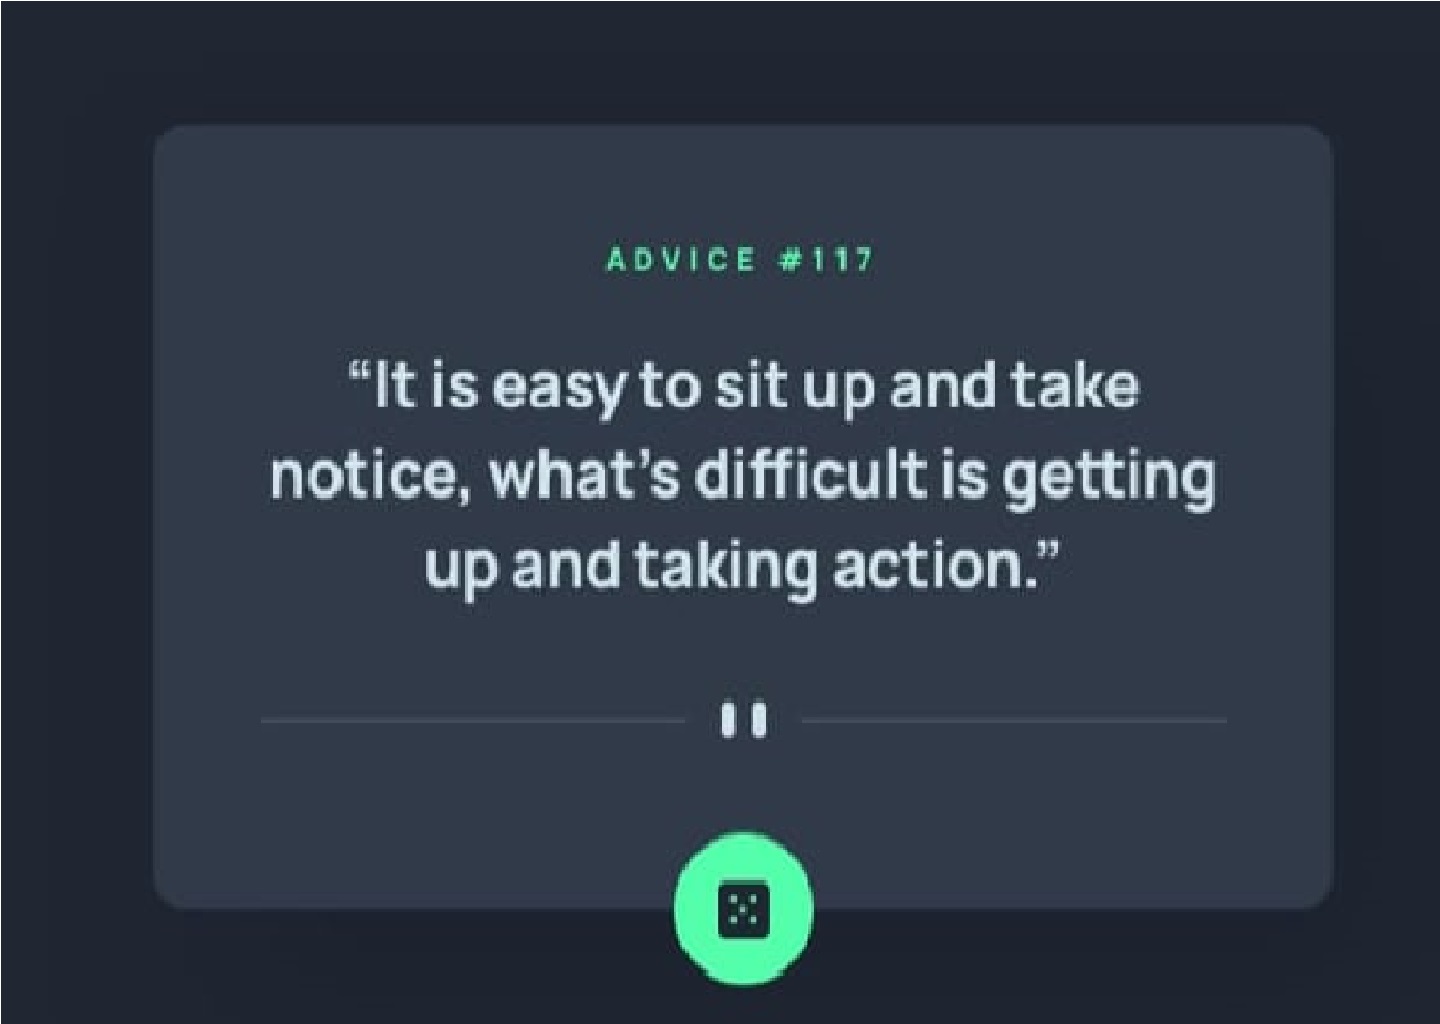 ADVICE #117
“It is easy to sit up and take
notice, what’s difficult is getting
up and taking action.”